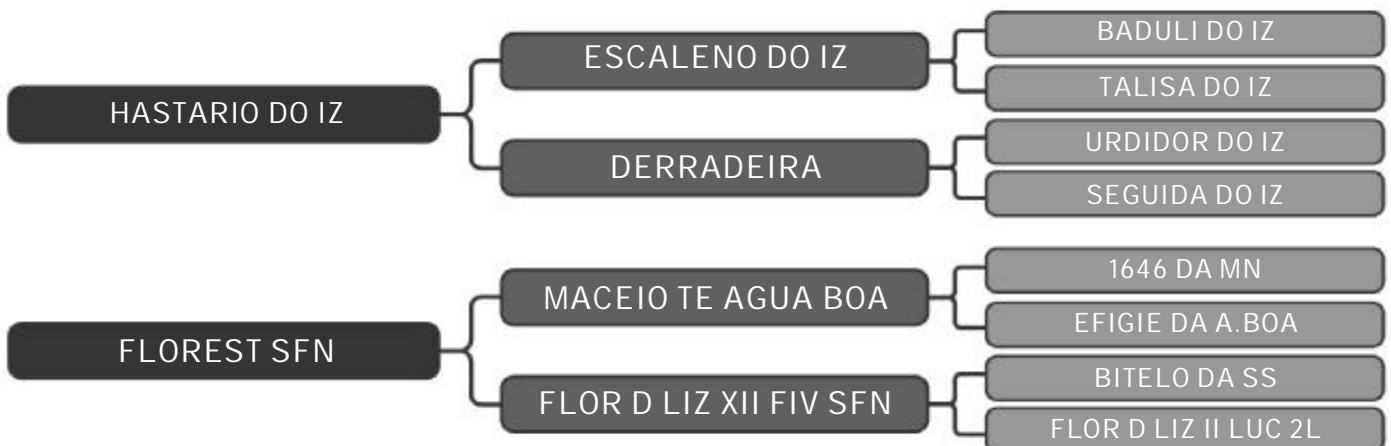 HASTARIO DO IZ
ESCALENO DO IZ
BADULI DO IZ
TALISA DO IZ
DERRADEIRA
URDIDOR DO IZ
SEGUIDA DO IZ
FLOREST SFN
MACEIO TE AGUA BOA
1646 DA MN
EFIGIE DA A.BOA
FLOR D LIZ XII FIV SFN
BITELO DA SS
FLOR D LIZ II LUC 2L